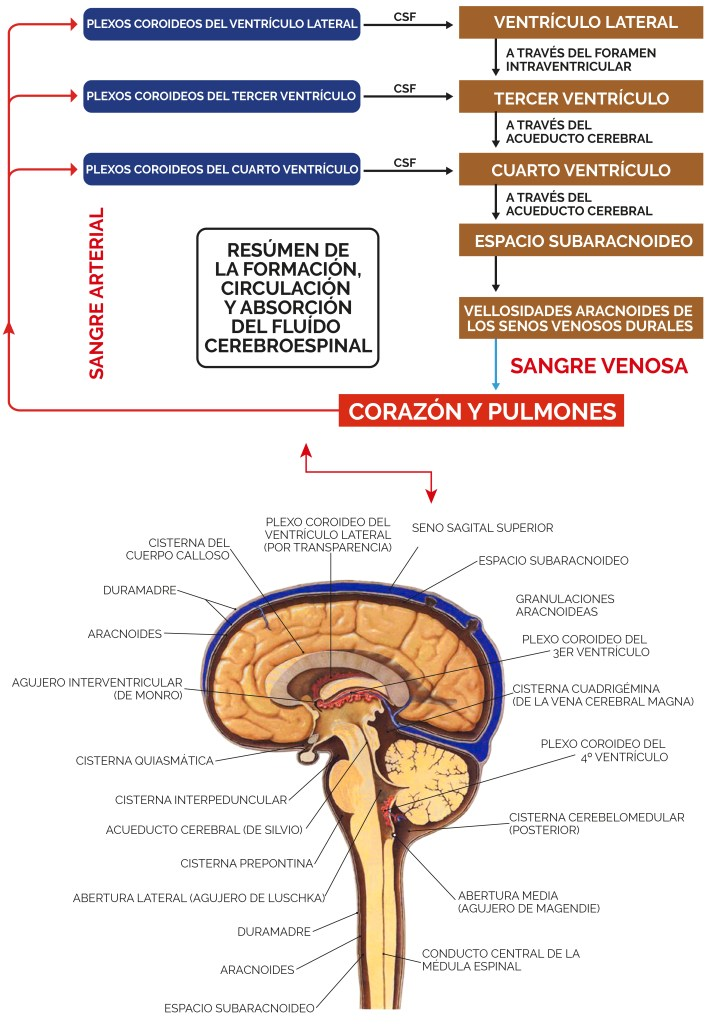 PLEXOS COROIDEOS DEL VENTRÍCULO LATERAL
CSF
VENTRÍCULO LATERAL
A TRAVÉS DEL FORAMEN
INTRAVENTRICULAR
PLEXOS COROIDEOS DEL TERCER VENTRÍCULO
CSF
TERCER VENTRÍCULO
A TRAVÉS DEL
ACUEDUCTO CEREBRAL
PLEXOS COROIDEOS DEL CUARTO VENTRÍCULO
CSF
CUARTO VENTRÍCULO
A TRAVÉS DEL
ACUEDUCTO CEREBRAL
SANGRE ARTERIAL
RESÚMEN DE
LA FORMACIÓN,
CIRCULACIÓN
Y ABSORCIÓN
DEL FLUÍDO
CEREBROESPINAL
ESPACIO SUBARACNOIDEO
VELLOSIDADES ARACNOIDES DE
LOS SENOS VENOSOS DURALES
SANGRE VENOSA
CORAZÓN Y PULMONES
PLEXO COROIDEO DEL
VENTRÍCULO LATERAL
(POR TRANSPARENCIA)
SENO SAGITAL SUPERIOR
CISTERNA DEL
CUERPO CALLOSO
ESPACIO SUBARACNOIDEO
DURAMADRE
GRANULACIONES
ARACNOIDEAS
ARACNOIDES
PLEXO COROIDEO DEL
3ER VENTRÍCULO
AGUJERO INTERVENTRICULAR
(DE MONRO)
CISTERNA CUADRIGÉMINA
(DE LA VENA CEREBRAL MAGNA)
CISTERNA QUIASMÁTICA
PLEXO COROIDEO DEL
4º VENTRÍCULO
CISTERNA INTERPEDUNCULAR
ACUEDUCTO CEREBRAL (DE SILVIO)
CISTERNA CEREBELOMEDULAR
(POSTERIOR)
CISTERNA PREPONTINA
ABERTURA LATERAL (AGUJERO DE LUSCHKA)
ABERTURA MEDIA
(AGUJERO DE MAGENDIE)
DURAMADRE
CONDUCTO CENTRAL DE LA
MÉDULA ESPINAL
ARACNOIDES
ESPACIO SUBARACNOIDEO